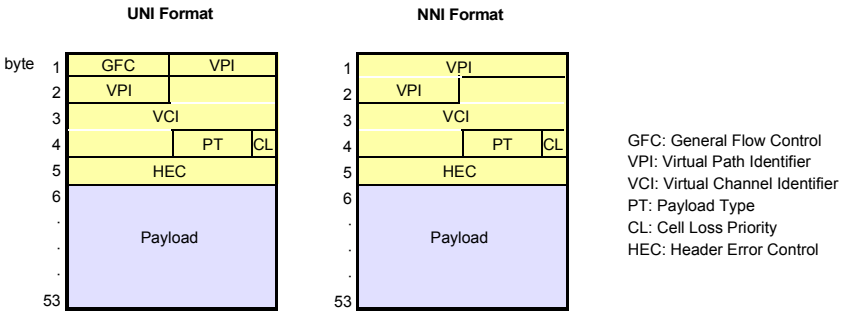 UNI Format
NNI Format
byte 1 GFC VPI
2 VPI
3 VCI
4 PT CL
5 HEC
6
.
. Payload
.
53
1 VPI
2 VPI
3 VCI
4 PT CL
5 HEC
6
.
. Payload
.
53
GFC: General Flow Control
VPI: Virtual Path Identifier
VCI: Virtual Channel Identifier
PT: Payload Type
CL: Cell Loss Priority
HEC: Header Error Control